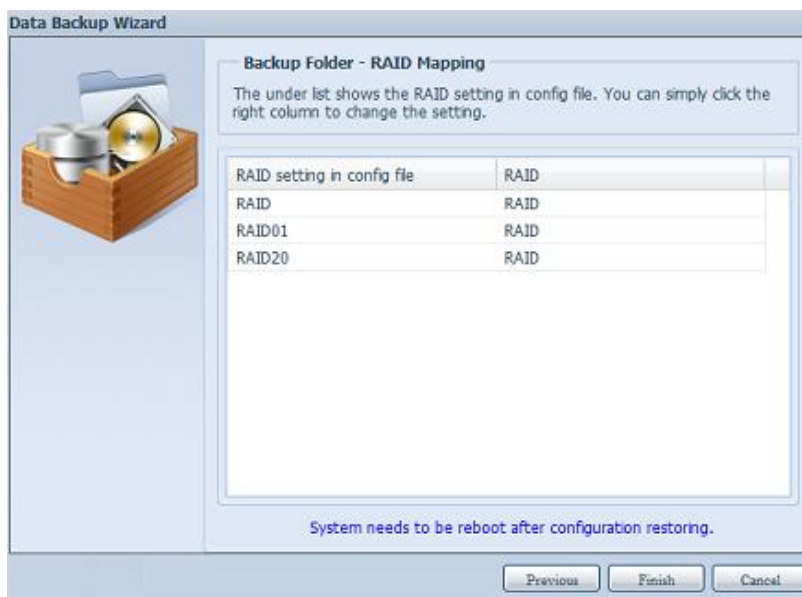 Data Backup Wizard
Backup Folder - RAID Mapping
The under list shows the RAID setting in config file. You can simply click the
right column to change the setting.
RAID setting in config file RAID
RAID RAID
RAID01 RAID
RAID20 RAID
System needs to be reboot after configuration restoring.
Previous Finish Cancel